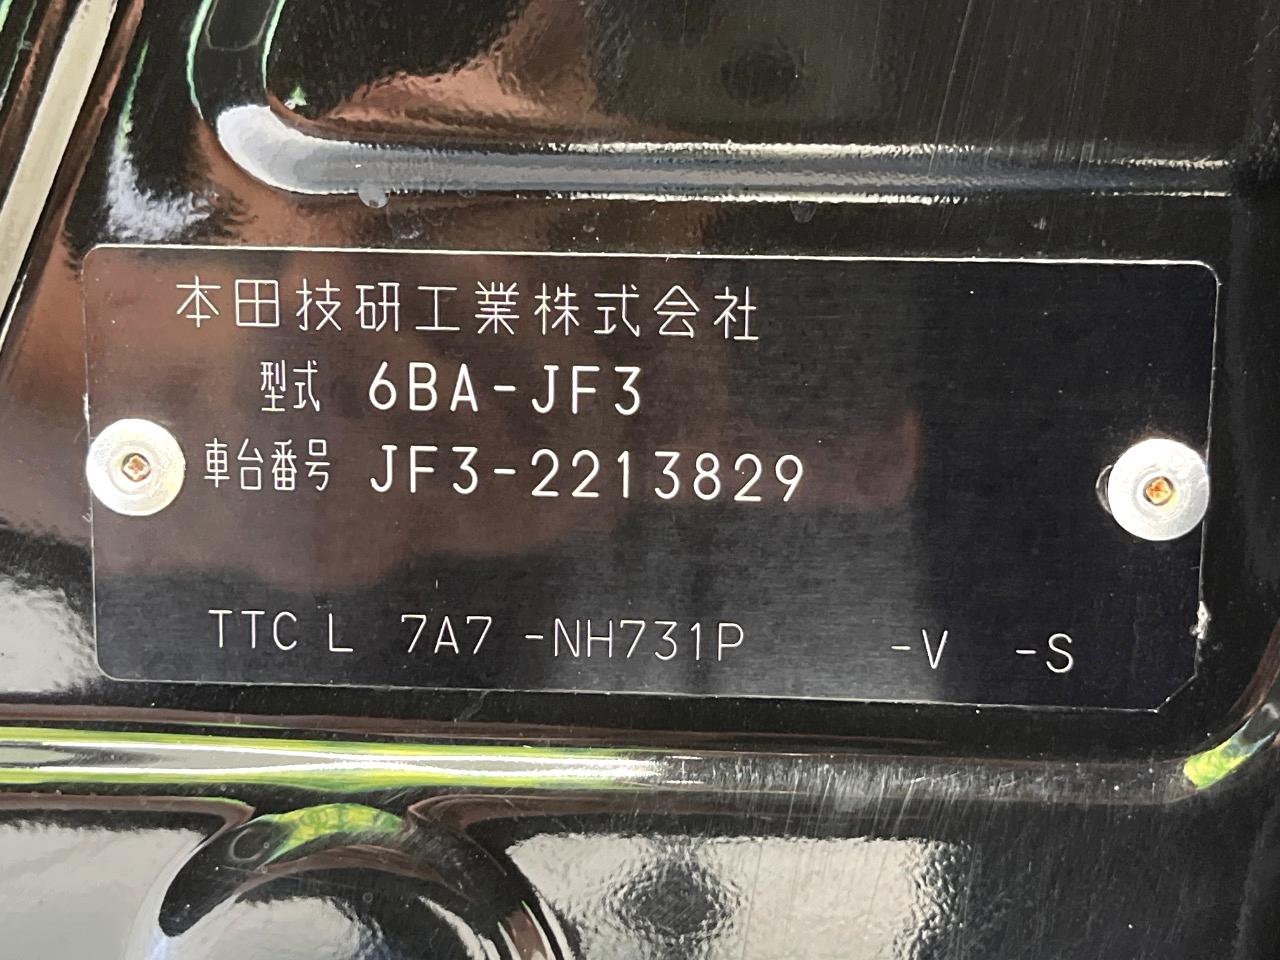 本田技研工業株式会社
型式 6BA-JF3
車台番号 JF3-2213829
TTC L 7A7 -NH731P -V -S